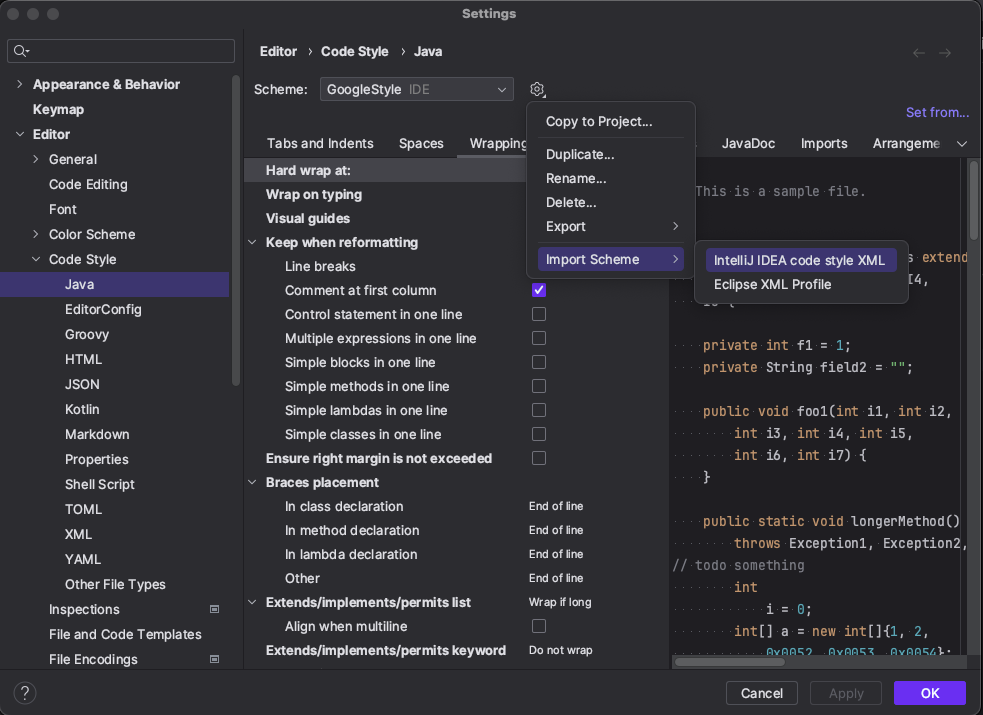 Settings
Appearance & Behavior
Keymap
Editor
General
Code Editing
Font
Color Scheme
Code Style
Java
EditorConfig
Groovy
HTML
JSON
Kotlin
Markdown
Properties
Shell Script
TOML
XML
YAML
Other File Types
Inspections
File and Code Templates
File Encodings
Editor › Code Style › Java
Scheme: GoogleStyle IDE
Set from...
Tabs and Indents Spaces Wrapping JavaDoc Imports Arrangeme
Copy to Project...
Duplicate...
Rename...
Delete...
Export
Import Scheme
IntelliJ IDEA code style XML
Eclipse XML Profile
Hard wrap at:
Wrap on typing
Visual guides
Keep when reformatting
Line breaks
Comment at first column
Control statement in one line
Multiple expressions in one line
Simple blocks in one line
Simple methods in one line
Simple lambdas in one line
Simple classes in one line
Ensure right margin is not exceeded
Braces placement
In class declaration End of line
In method declaration End of line
In lambda declaration End of line
Other End of line
Extends/implements/permits list Wrap if long
Align when multiline
Extends/implements/permits keyword Do not wrap
This is a sample file.
s extend
I4,
private int f1 = 1;
private String field2 = "";
public void foo1(int i1, int i2,
int i3, int i4, int i5,
int i6, int i7) {
}
public static void longerMethod()
throws Exception1, Exception2,
// todo something
int
i = 0;
int[] a = new int[]{1, 2,
0x0052, 0x0053, 0x0054};
?
Cancel Apply OK